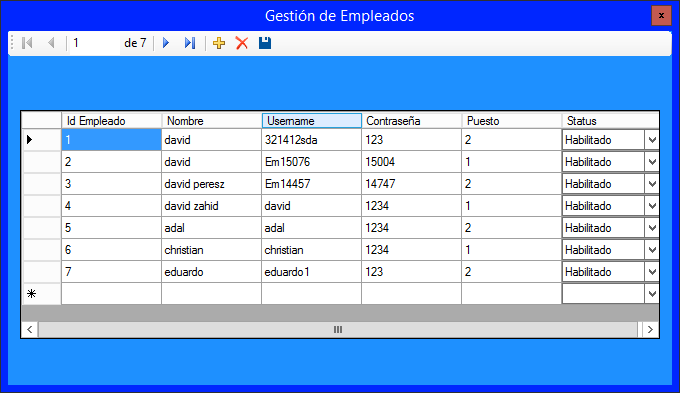 Gestión de Empleados
x
1 de 7
Id Empleado Nombre Username Contraseña Puesto Status
1 david 321412sda 123 2 Habilitado
2 david Em15076 15004 1 Habilitado
3 david peresz Em14457 14747 2 Habilitado
4 david zahid david 1234 1 Habilitado
5 adal adal 1234 2 Habilitado
6 christian christian 1234 1 Habilitado
7 eduardo eduardo1 123 2 Habilitado